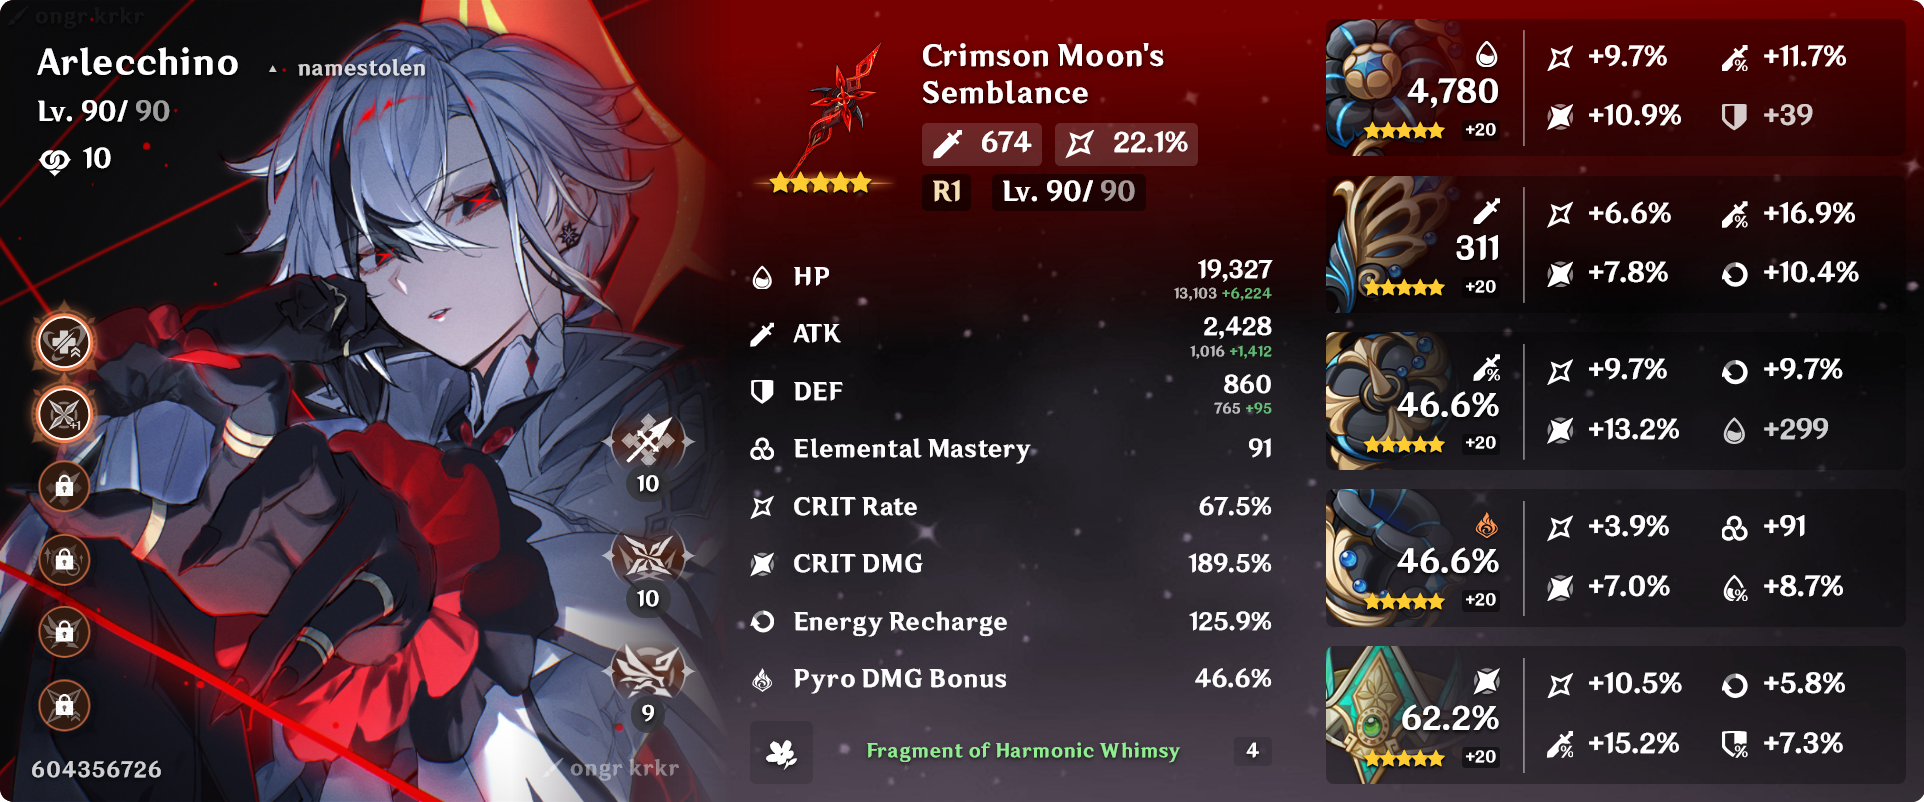 ongr krkr
Arlecchino
namestolen
Lv. 90/ 90
10
10
10
9
+1
604356726
ongr krkr
Crimson Moon's
Semblance
674
22.1%
R1
Lv. 90/ 90
HP
19,327
13,103 +6,224
ATK
2,428
1,016 +1,412
DEF
860
765 +95
Elemental Mastery
91
CRIT Rate
67.5%
CRIT DMG
189.5%
Energy Recharge
125.9%
Pyro DMG Bonus
46.6%
Fragment of Harmonic Whimsy
4
4,780
+20
+9.7%
+11.7%
+10.9%
+39
311
+20
+6.6%
+16.9%
+7.8%
+10.4%
46.6%
+20
+9.7%
+9.7%
+13.2%
+299
46.6%
+20
+3.9%
+91
+7.0%
+8.7%
62.2%
+20
+10.5%
+5.8%
+15.2%
+7.3%